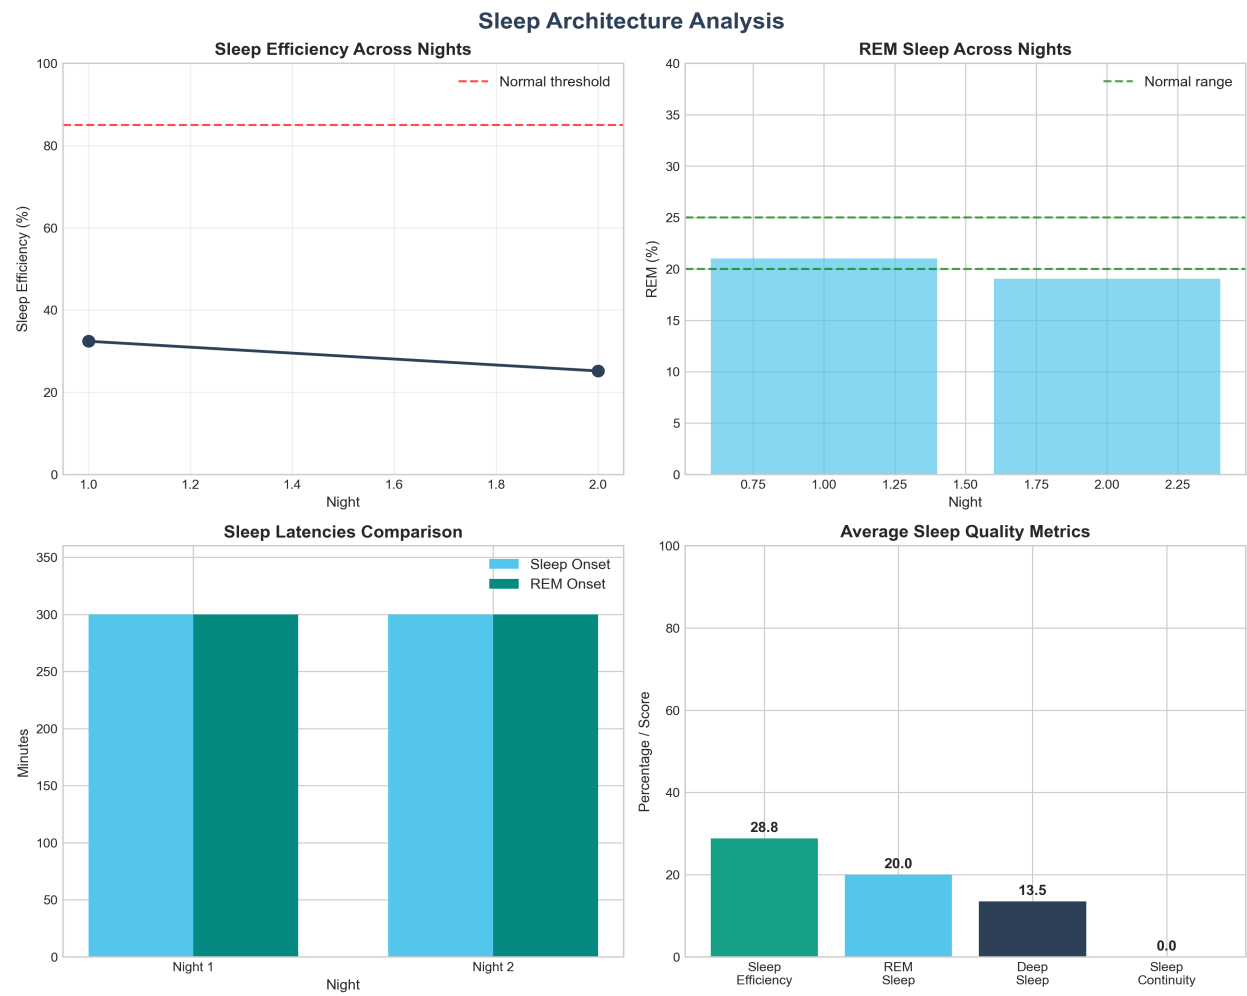 Sleep Architecture Analysis
Sleep Efficiency Across Nights
100
80
60
40
20
0
Sleep Efficiency (%)
Normal threshold
1.0
1.2
1.4
1.6
1.8
2.0
Night
REM Sleep Across Nights
40
35
30
25
20
15
10
5
0
REM (%)
Normal range
0.75
1.00
1.25
1.50
1.75
2.00
2.25
Night
Sleep Latencies Comparison
350
300
250
200
150
100
50
0
Minutes
Sleep Onset
REM Onset
Night 1
Night 2
Night
Average Sleep Quality Metrics
100
80
60
40
20
0
Percentage / Score
28.8
20.0
13.5
0.0
Sleep
Efficiency
REM
Sleep
Deep
Sleep
Sleep
Continuity